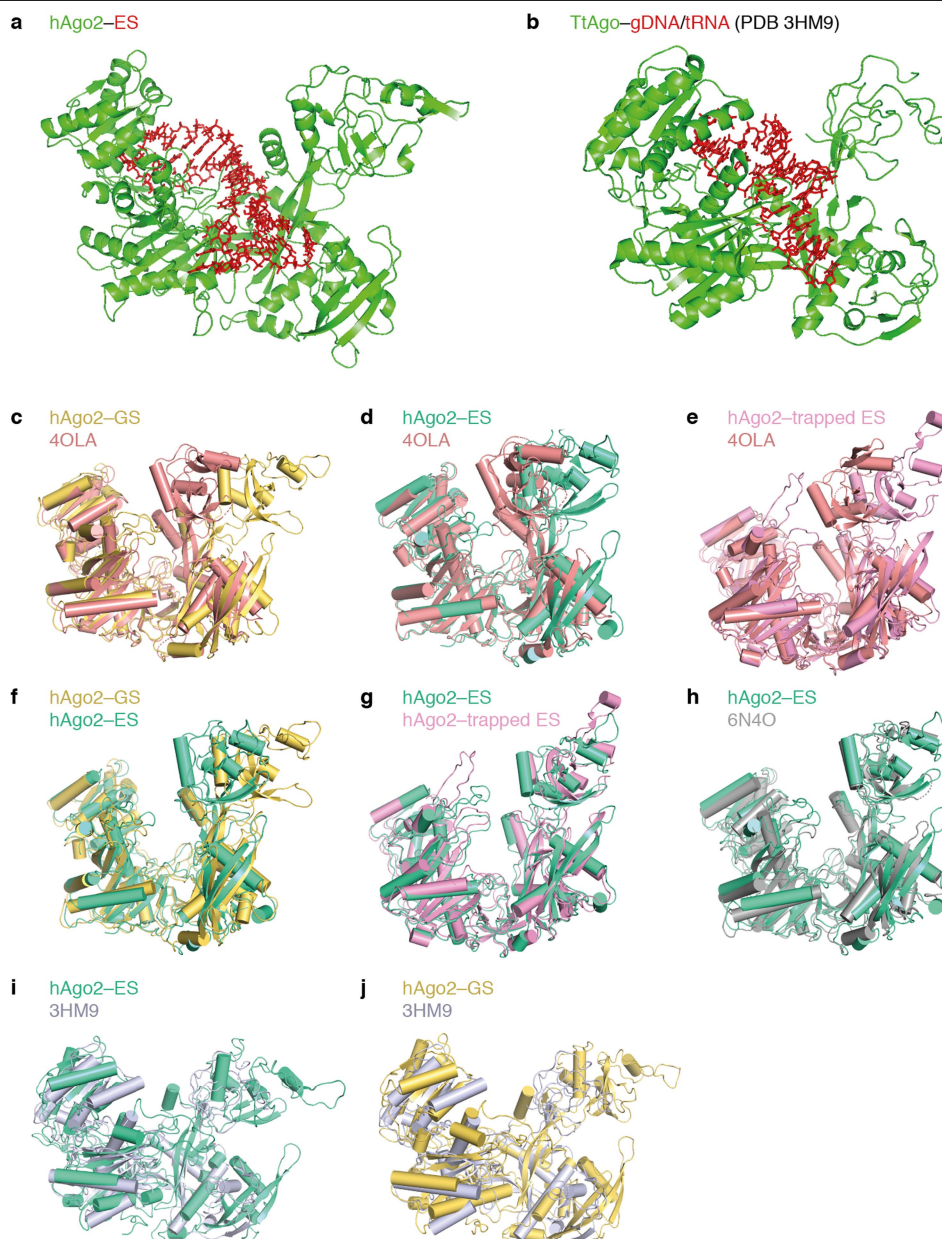 a hAgo2–ES
b TtAgo–gDNA/tRNA (PDB 3HM9)
c hAgo2–GS
4OLA
d hAgo2–ES
4OLA
e hAgo2–trapped ES
4OLA
f hAgo2–GS
hAgo2–ES
g hAgo2–ES
hAgo2–trapped ES
h hAgo2–ES
6N4O
i hAgo2–ES
3HM9
j hAgo2–GS
3HM9